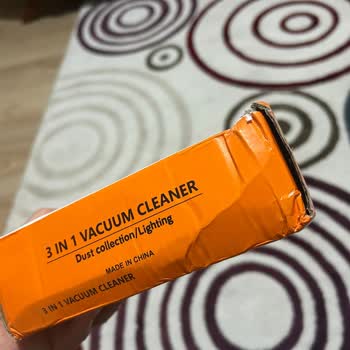 3 IN 1 VACUUM CLEANER
Dust collection/Lighting
MADE IN CHINA
3 IN 1 VACUUM CLEANER